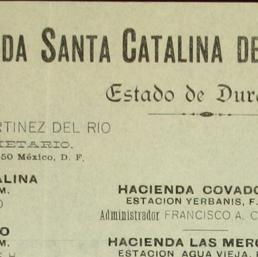 DA SANTA CATALINA DE
Estado de Dur
RTINEZ DEL RIO
IETARIO.
50 México, D. F.
ALINA
M.
HACIENDA COVADO
ESTACION YERBANIS, F.
Administrador FRANCISCO A. C
O
M.
HACIENDA LAS MERC
ESTACION AGUA VIEJA, F